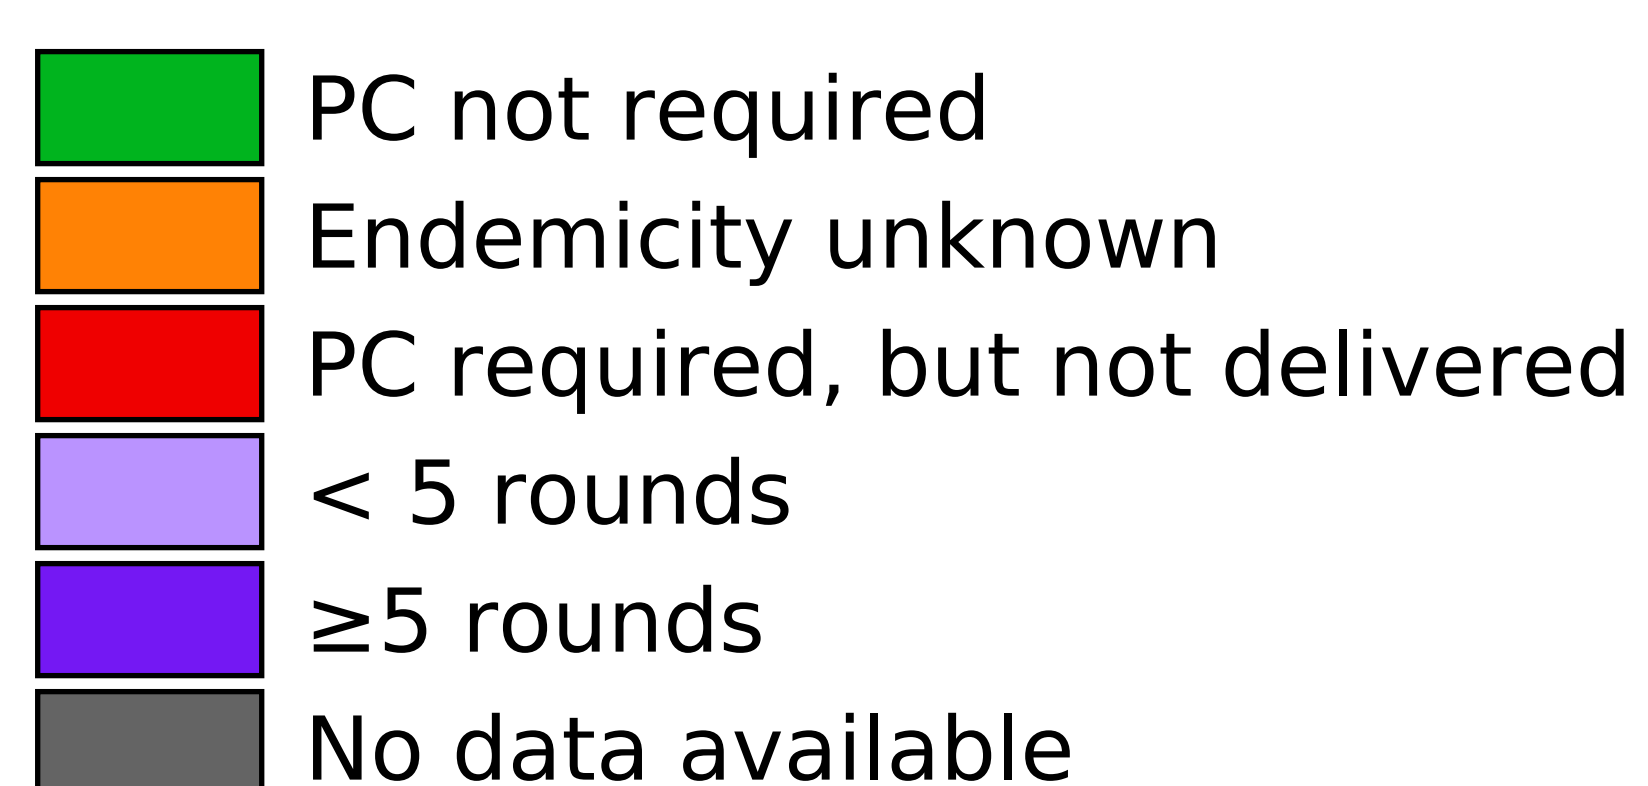 PC not required
Endemicity unknown
PC required, but not delivered
< 5 rounds
≥5 rounds
No data available